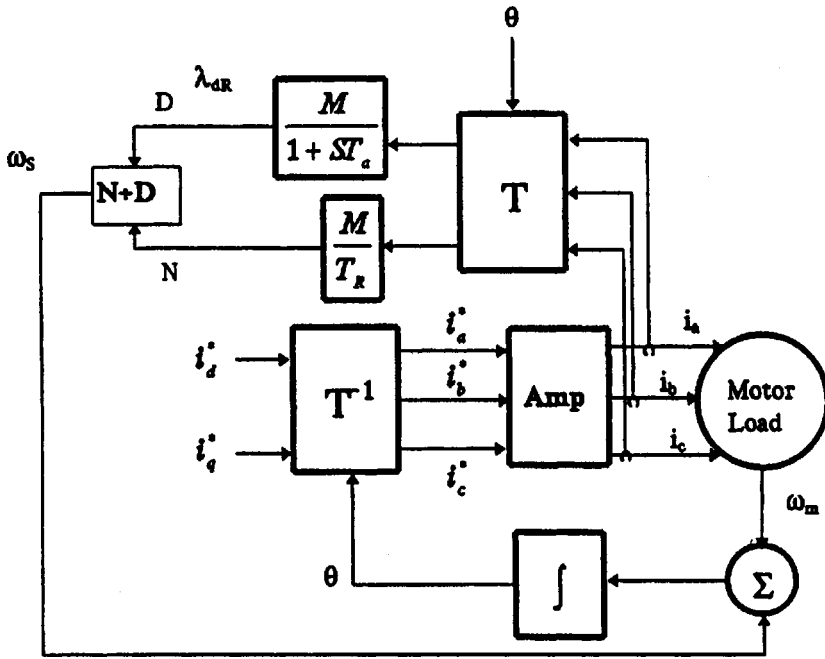 θ
λdR
D
M
1 + STa
ωS
N+D
T
M
TR
N
i*d
i*a
ia
T1
i*b
Amp
ib
Motor
Load
i*q
i*c
ic
ωm
θ
∫
Σ